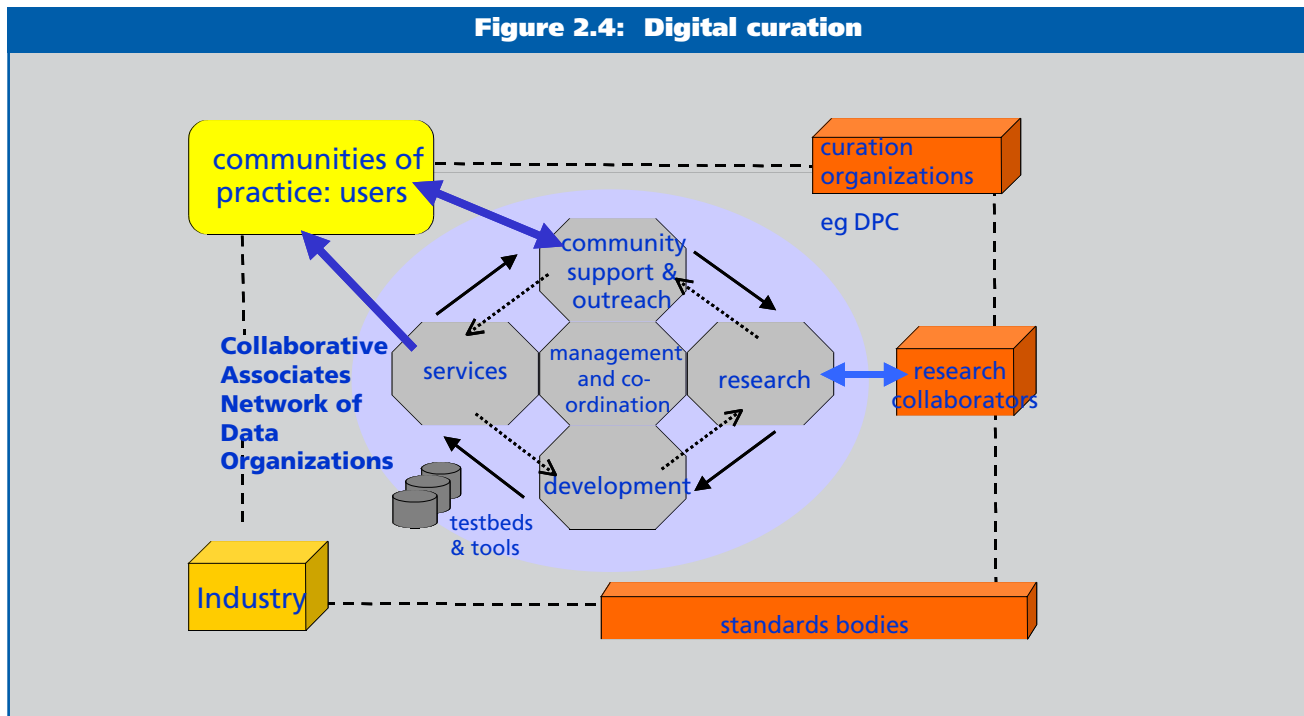 Figure 2.4: Digital curation
communities of
practice: users
curation
organizations
eg DPC
community
support &
outreach
Collaborative
Associates
Network of
Data
Organizations
services
management
and co-
ordination
research
research
collaborators
development
testbeds
& tools
Industry
standards bodies